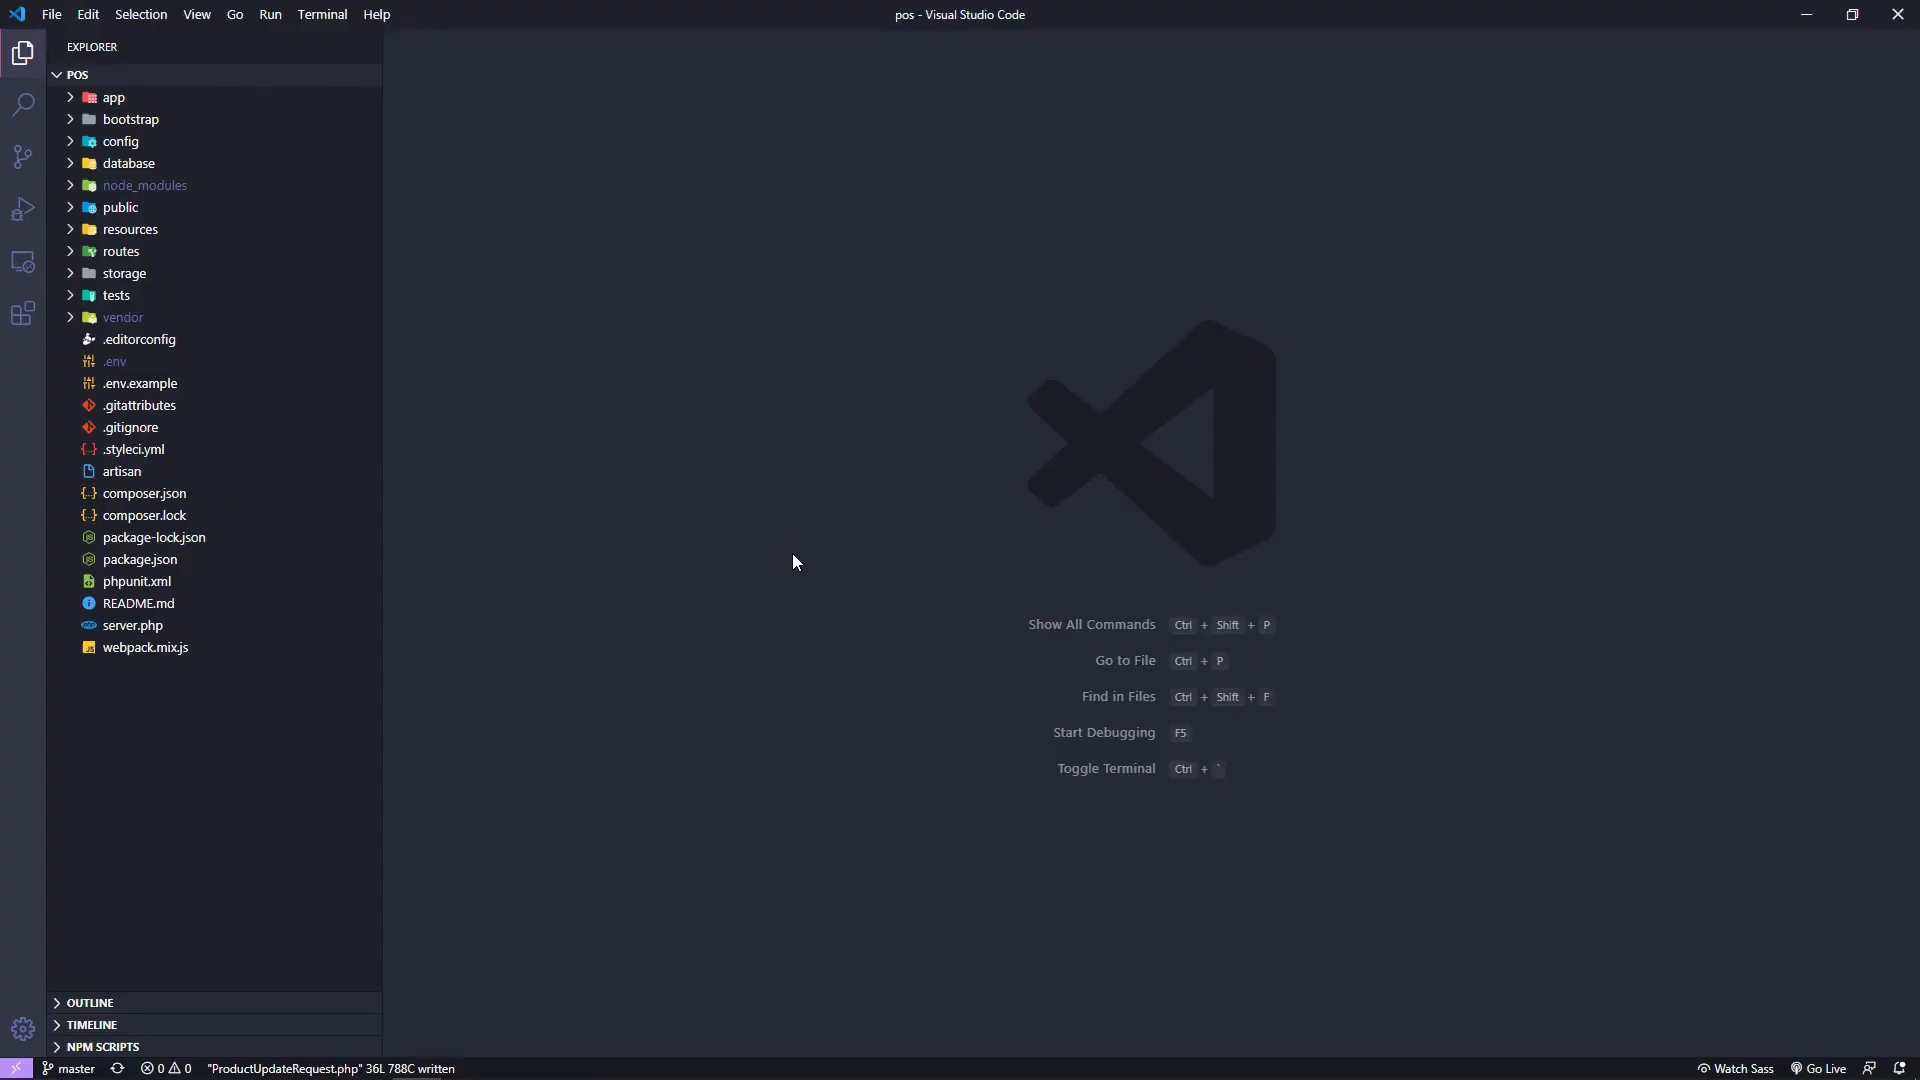 File Edit Selection View Go Run Terminal Help
pos - Visual Studio Code
EXPLORER
POS
app
bootstrap
config
database
node_modules
public
resources
routes
storage
tests
vendor
.editorconfig
.env
.env.example
.gitattributes
.gitignore
.styleci.yml
artisan
composer.json
composer.lock
package-lock.json
package.json
phpunit.xml
README.md
server.php
webpack.mix.js
Show All Commands Ctrl + Shift + P
Go to File Ctrl + P
Find in Files Ctrl + Shift + F
Start Debugging F5
Toggle Terminal Ctrl + `
OUTLINE
TIMELINE
NPM SCRIPTS
master 0 0 "ProductUpdateRequest.php" 36L 788C written
Watch Sass Go Live